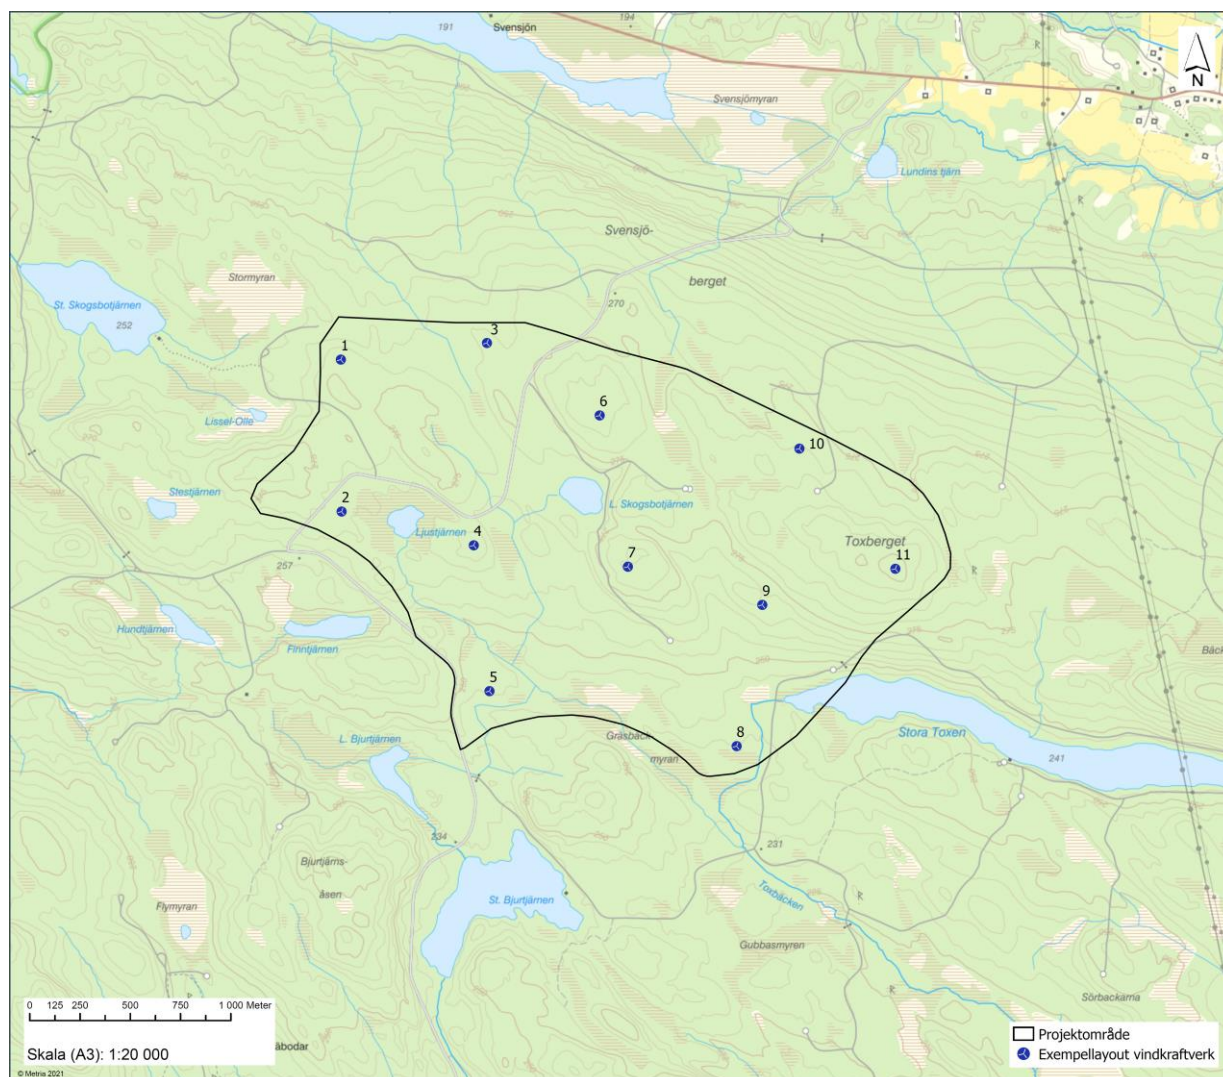 191
Svensjön
194
Svensjömyran
N
Lundins tjärn
Svensjö-
berget
Stormyran
St. Skogsbotjärnen
252
270
3
1
Lissel-Olle
6
10
Stestjärnen
2
Ljustjärnen
L. Skogsbotjärnen
4
Toxberget
7
11
257
9
Hundtjärnen
Finntjärnen
Bäck
5
Gräsbäck-
myran
8
Stora Toxen
241
L. Bjurtjärnen
234
231
Bjurtjärns-
åsen
Flymyran
St. Bjurtjärnen
Toxbäcken
Gubbasmyren
Sörbackarna
0 125 250 500 750 1 000 Meter
Skala (A3): 1:20 000
äbodar
Projektområde
Exempellayout vindkraftverk
© Metria 2021